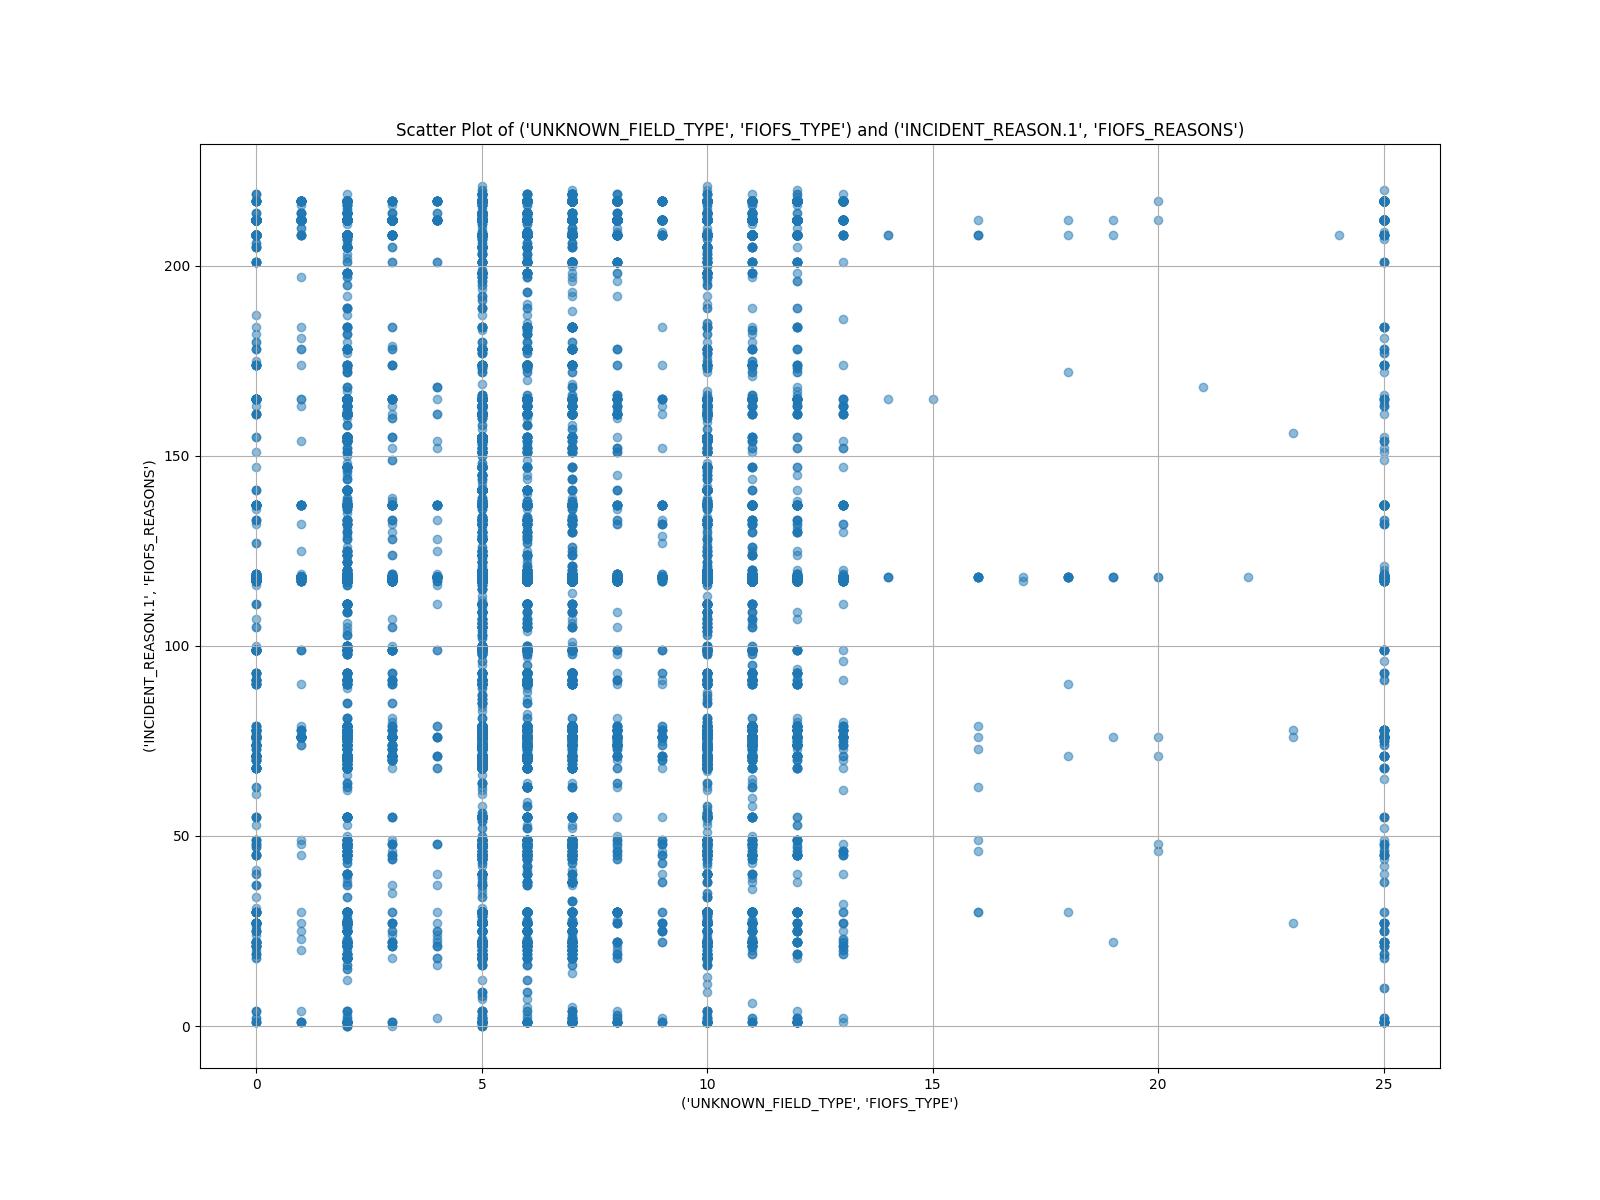 Scatter Plot of ('UNKNOWN_FIELD_TYPE', 'FIOFS_TYPE') and ('INCIDENT_REASON.1', 'FIOFS_REASONS')
('INCIDENT_REASON.1', 'FIOFS_REASONS')
200
150
100
50
0
0 5 10 15 20 25
('UNKNOWN_FIELD_TYPE', 'FIOFS_TYPE')